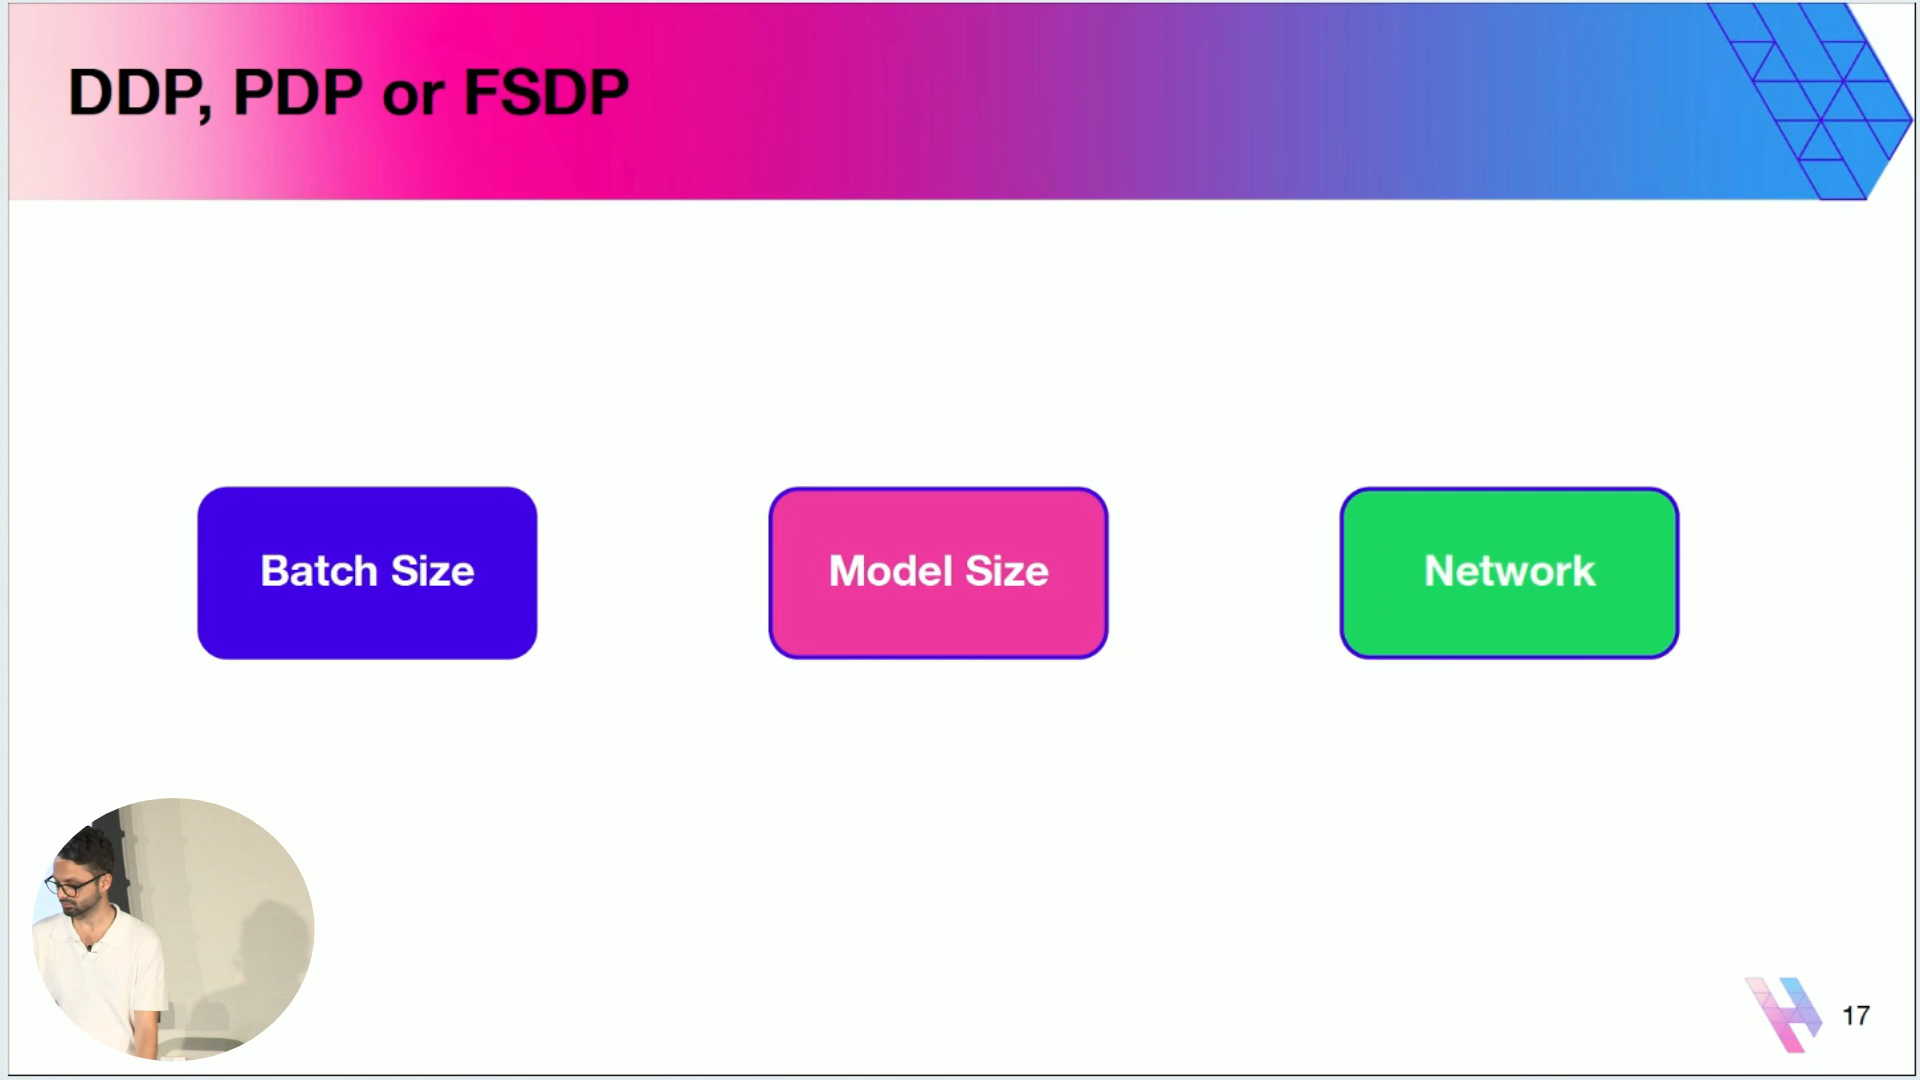 DDP, PDP or FSDP
Batch Size
Model Size
Network
17